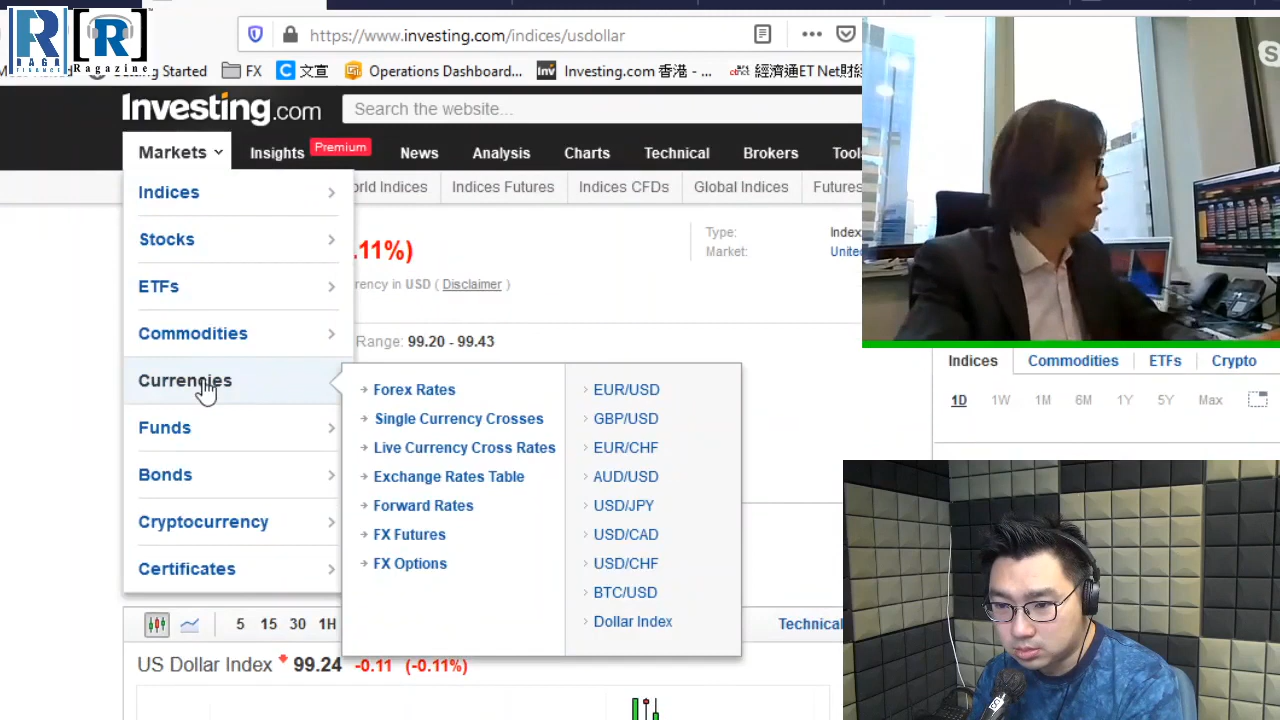 R [R]
RAGA Ragazine
FINANCE
https://www.investing.com/indices/usdollar
Started FX 文宣 Operations Dashboard... Inv Investing.com 香港 - ... 經濟通ET Net財經
Investing.com Search the website...
Markets Insights Premium News Analysis Charts Technical Brokers Tool
Indices Indices Futures Indices CFDs Global Indices Futures
Stocks
ETFs
Commodities
Currencies
Funds
Bonds
Cryptocurrency
Certificates
.11%)
Type: Index
Market: United
rency in USD ( Disclaimer )
Range: 99.20 - 99.43
Forex Rates
Single Currency Crosses
Live Currency Cross Rates
Exchange Rates Table
Forward Rates
FX Futures
FX Options
EUR/USD
GBP/USD
EUR/CHF
AUD/USD
USD/JPY
USD/CAD
USD/CHF
BTC/USD
Dollar Index
Indices Commodities ETFs Crypto
1D 1W 1M 6M 1Y 5Y Max
5 15 30 1H Technical
US Dollar Index 99.24 -0.11 (-0.11%)
S